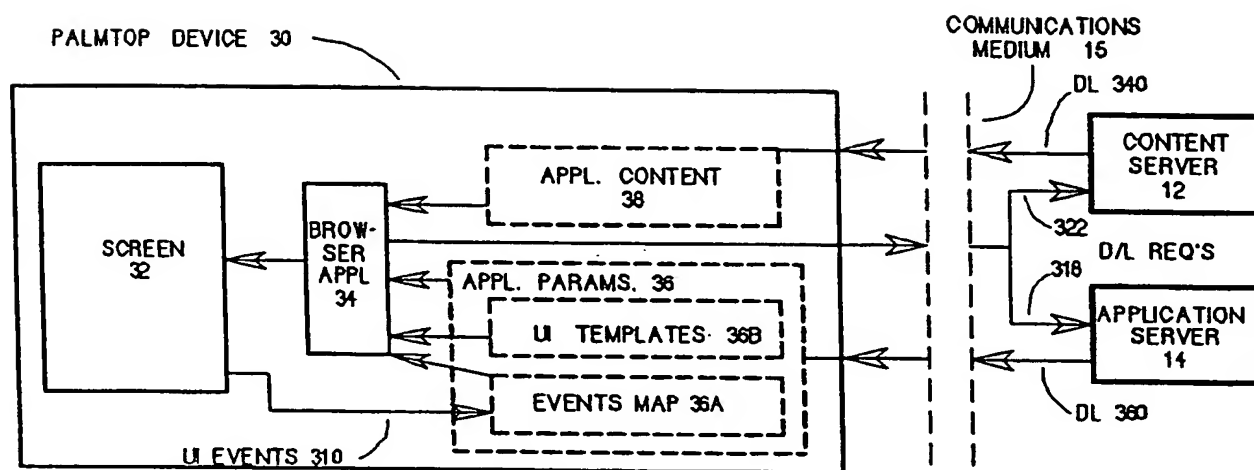 PALMTOP DEVICE 30
COMMUNICATIONS
MEDIUM 15
DL 340
CONTENT
SERVER
12
APPL. CONTENT
38
322
SCREEN
32
BROW-
SER
APPL
34
D/L REQ'S
318
APPL. PARAMS. 36
UI TEMPLATES 36B
APPLICATION
SERVER
14
EVENTS MAP 36A
DL 360
UI EVENTS 310